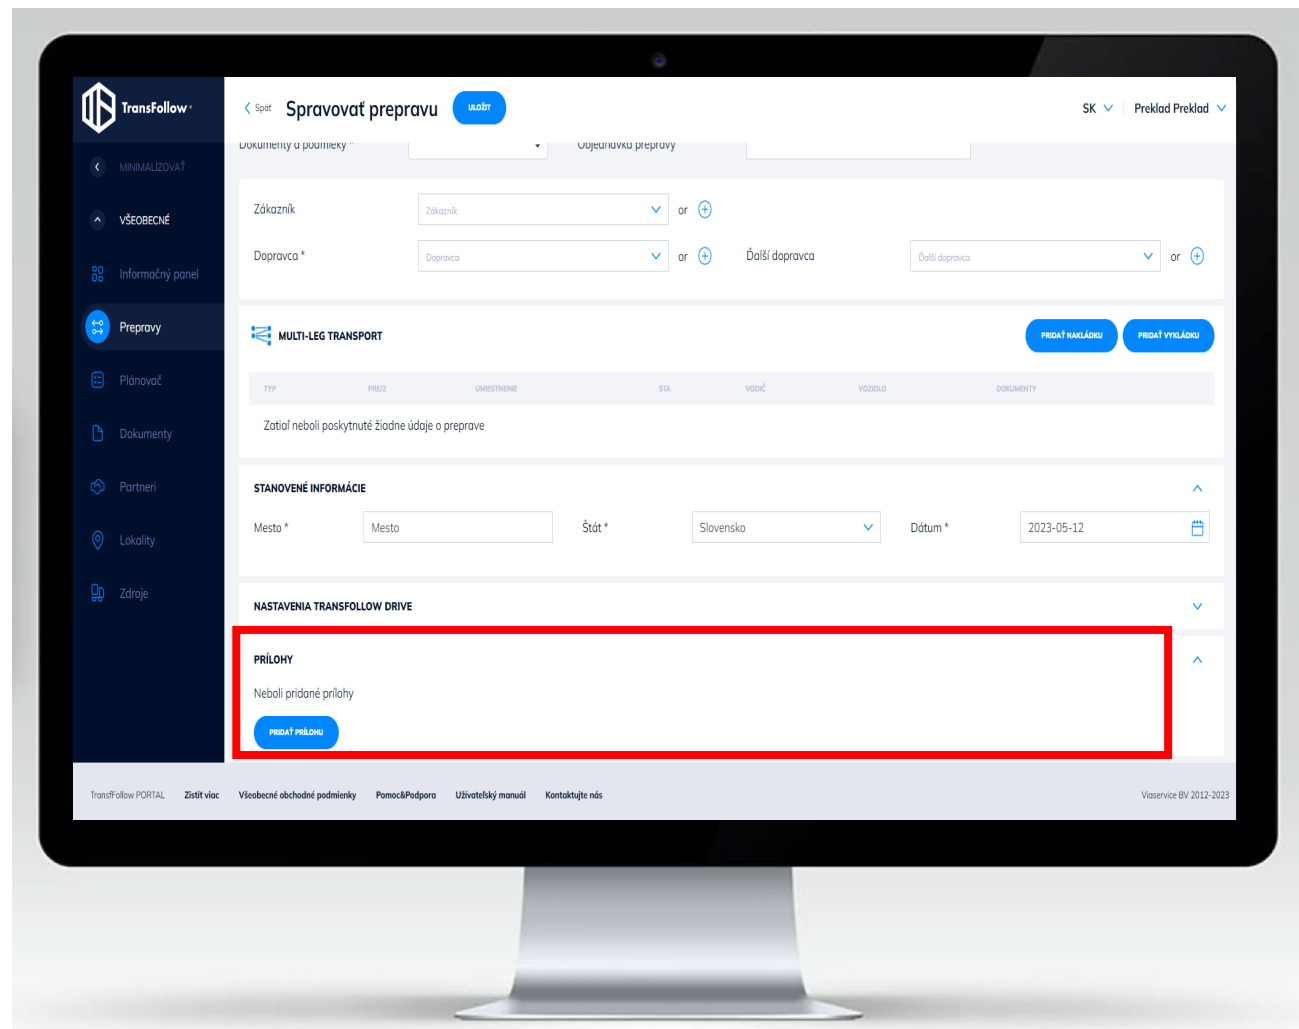 TransFollow
Späť Spravovať prepravu ULOŽIŤ SK Preklad Preklad
MINIMALIZOVAŤ
VŠEOBECNÉ
Informačný panel
Prepravy
Plánovač
Dokumenty
Partneri
Lokality
Zdroje
Dokumenty a podmieky * Objednávka prepravy
Zákazník Zákazník or
Dopravca * Dopravca or Ďalší dopravca Ďalší dopravca or
MULTI-LEG TRANSPORT PRIDAŤ NAKLÁDKU PRIDAŤ VYKLÁDKU
TYP PRE/Z UMIESTNENIE STA VODIČ VOZIDLO DOKUMENTY
Zatiaľ neboli poskytnuté žiadne údaje o preprave
STANOVENÉ INFORMÁCIE
Mesto * Mesto Štát * Slovensko Dátum * 2023-05-12
NASTAVENIA TRANSFOLLOW DRIVE
PRÍLOHY
Neboli pridané prílohy
PRIDAŤ PRÍLOHU
TransfFollow PORTAL Zistiť viac Všeobecné obchodné podmienky Pomoc&Podpora Užívateľský manuál Kontaktujte nás Viaservice BV 2012-2023